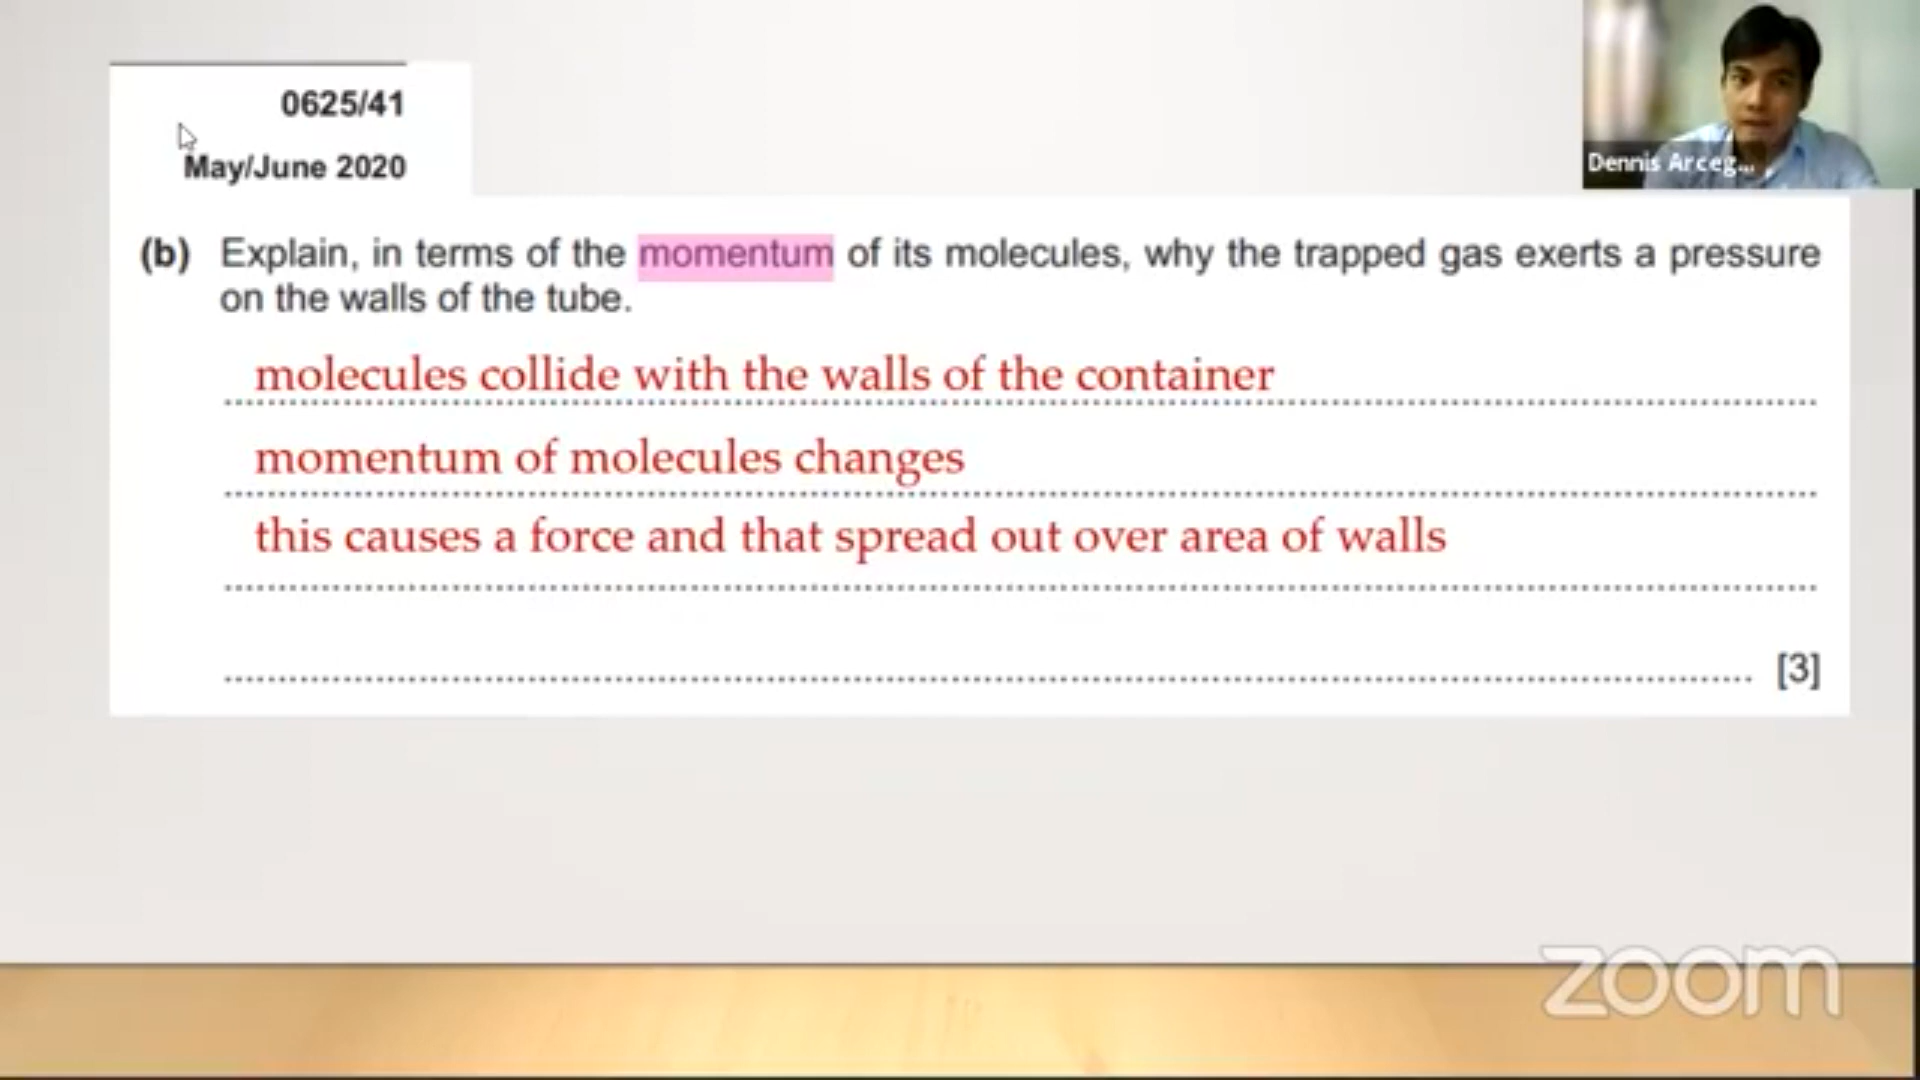 0625/41
May/June 2020
Dennis Arceg...
(b) Explain, in terms of the momentum of its molecules, why the trapped gas exerts a pressure
on the walls of the tube.
molecules collide with the walls of the container
momentum of molecules changes
this causes a force and that spread out over area of walls
[3]
zoom